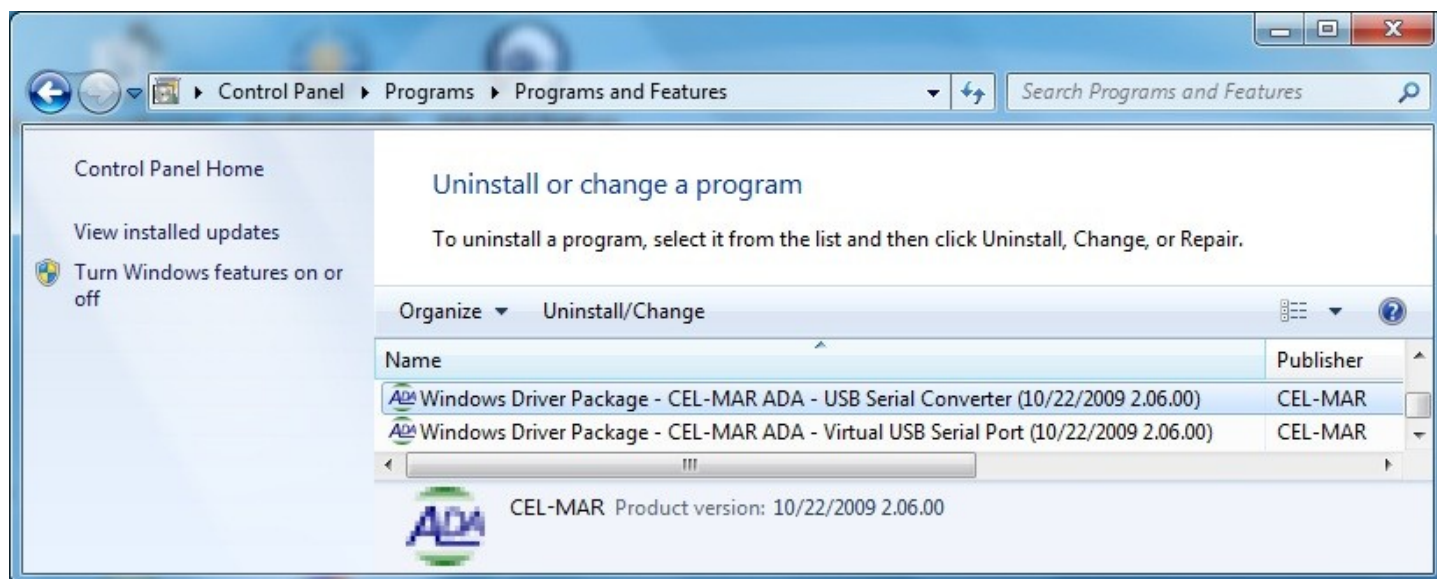 Control Panel ▸ Programs ▸ Programs and Features
Search Programs and Features
Control Panel Home
View installed updates
Turn Windows features on or
off
Uninstall or change a program
To uninstall a program, select it from the list and then click Uninstall, Change, or Repair.
Organize Uninstall/Change
Name Publisher
ADA Windows Driver Package - CEL-MAR ADA - USB Serial Converter (10/22/2009 2.06.00) CEL-MAR
ADA Windows Driver Package - CEL-MAR ADA - Virtual USB Serial Port (10/22/2009 2.06.00) CEL-MAR
ADA
CEL-MAR Product version: 10/22/2009 2.06.00